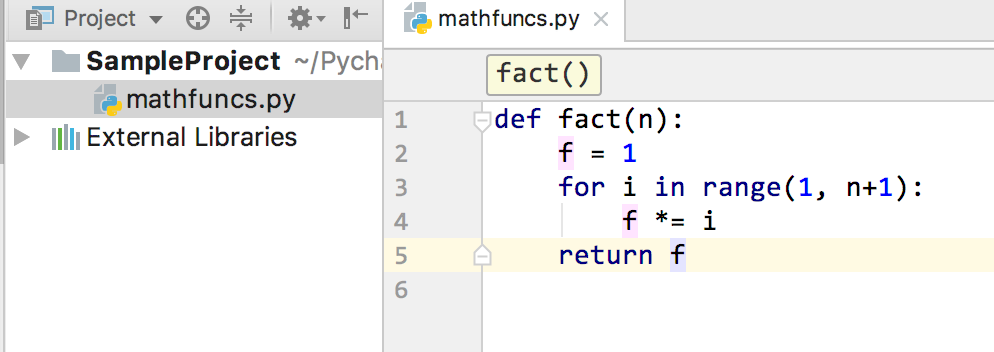 Project
mathfuncs.py
SampleProject ~/Pycha
mathfuncs.py
External Libraries
fact()
1 def fact(n):
2     f = 1
3     for i in range(1, n+1):
4         f *= i
5     return f
6